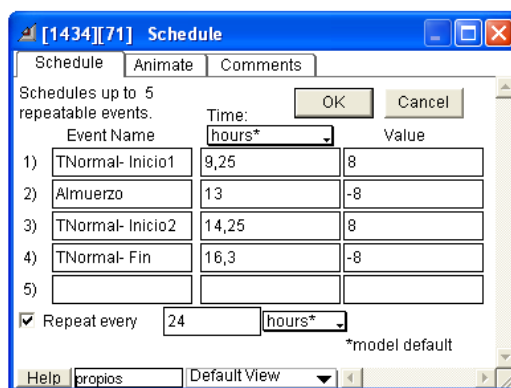 [1434][71] Schedule
Schedule Animate Comments
Schedules up to 5
repeatable events.
Time:
OK Cancel
Event Name hours* Value
1) TNormal- Inicio1 9,25 8
2) Almuerzo 13 -8
3) TNormal- Inicio2 14,25 8
4) TNormal- Fin 16,3 -8
5)
Repeat every 24 hours*
*model default
Help propios Default View